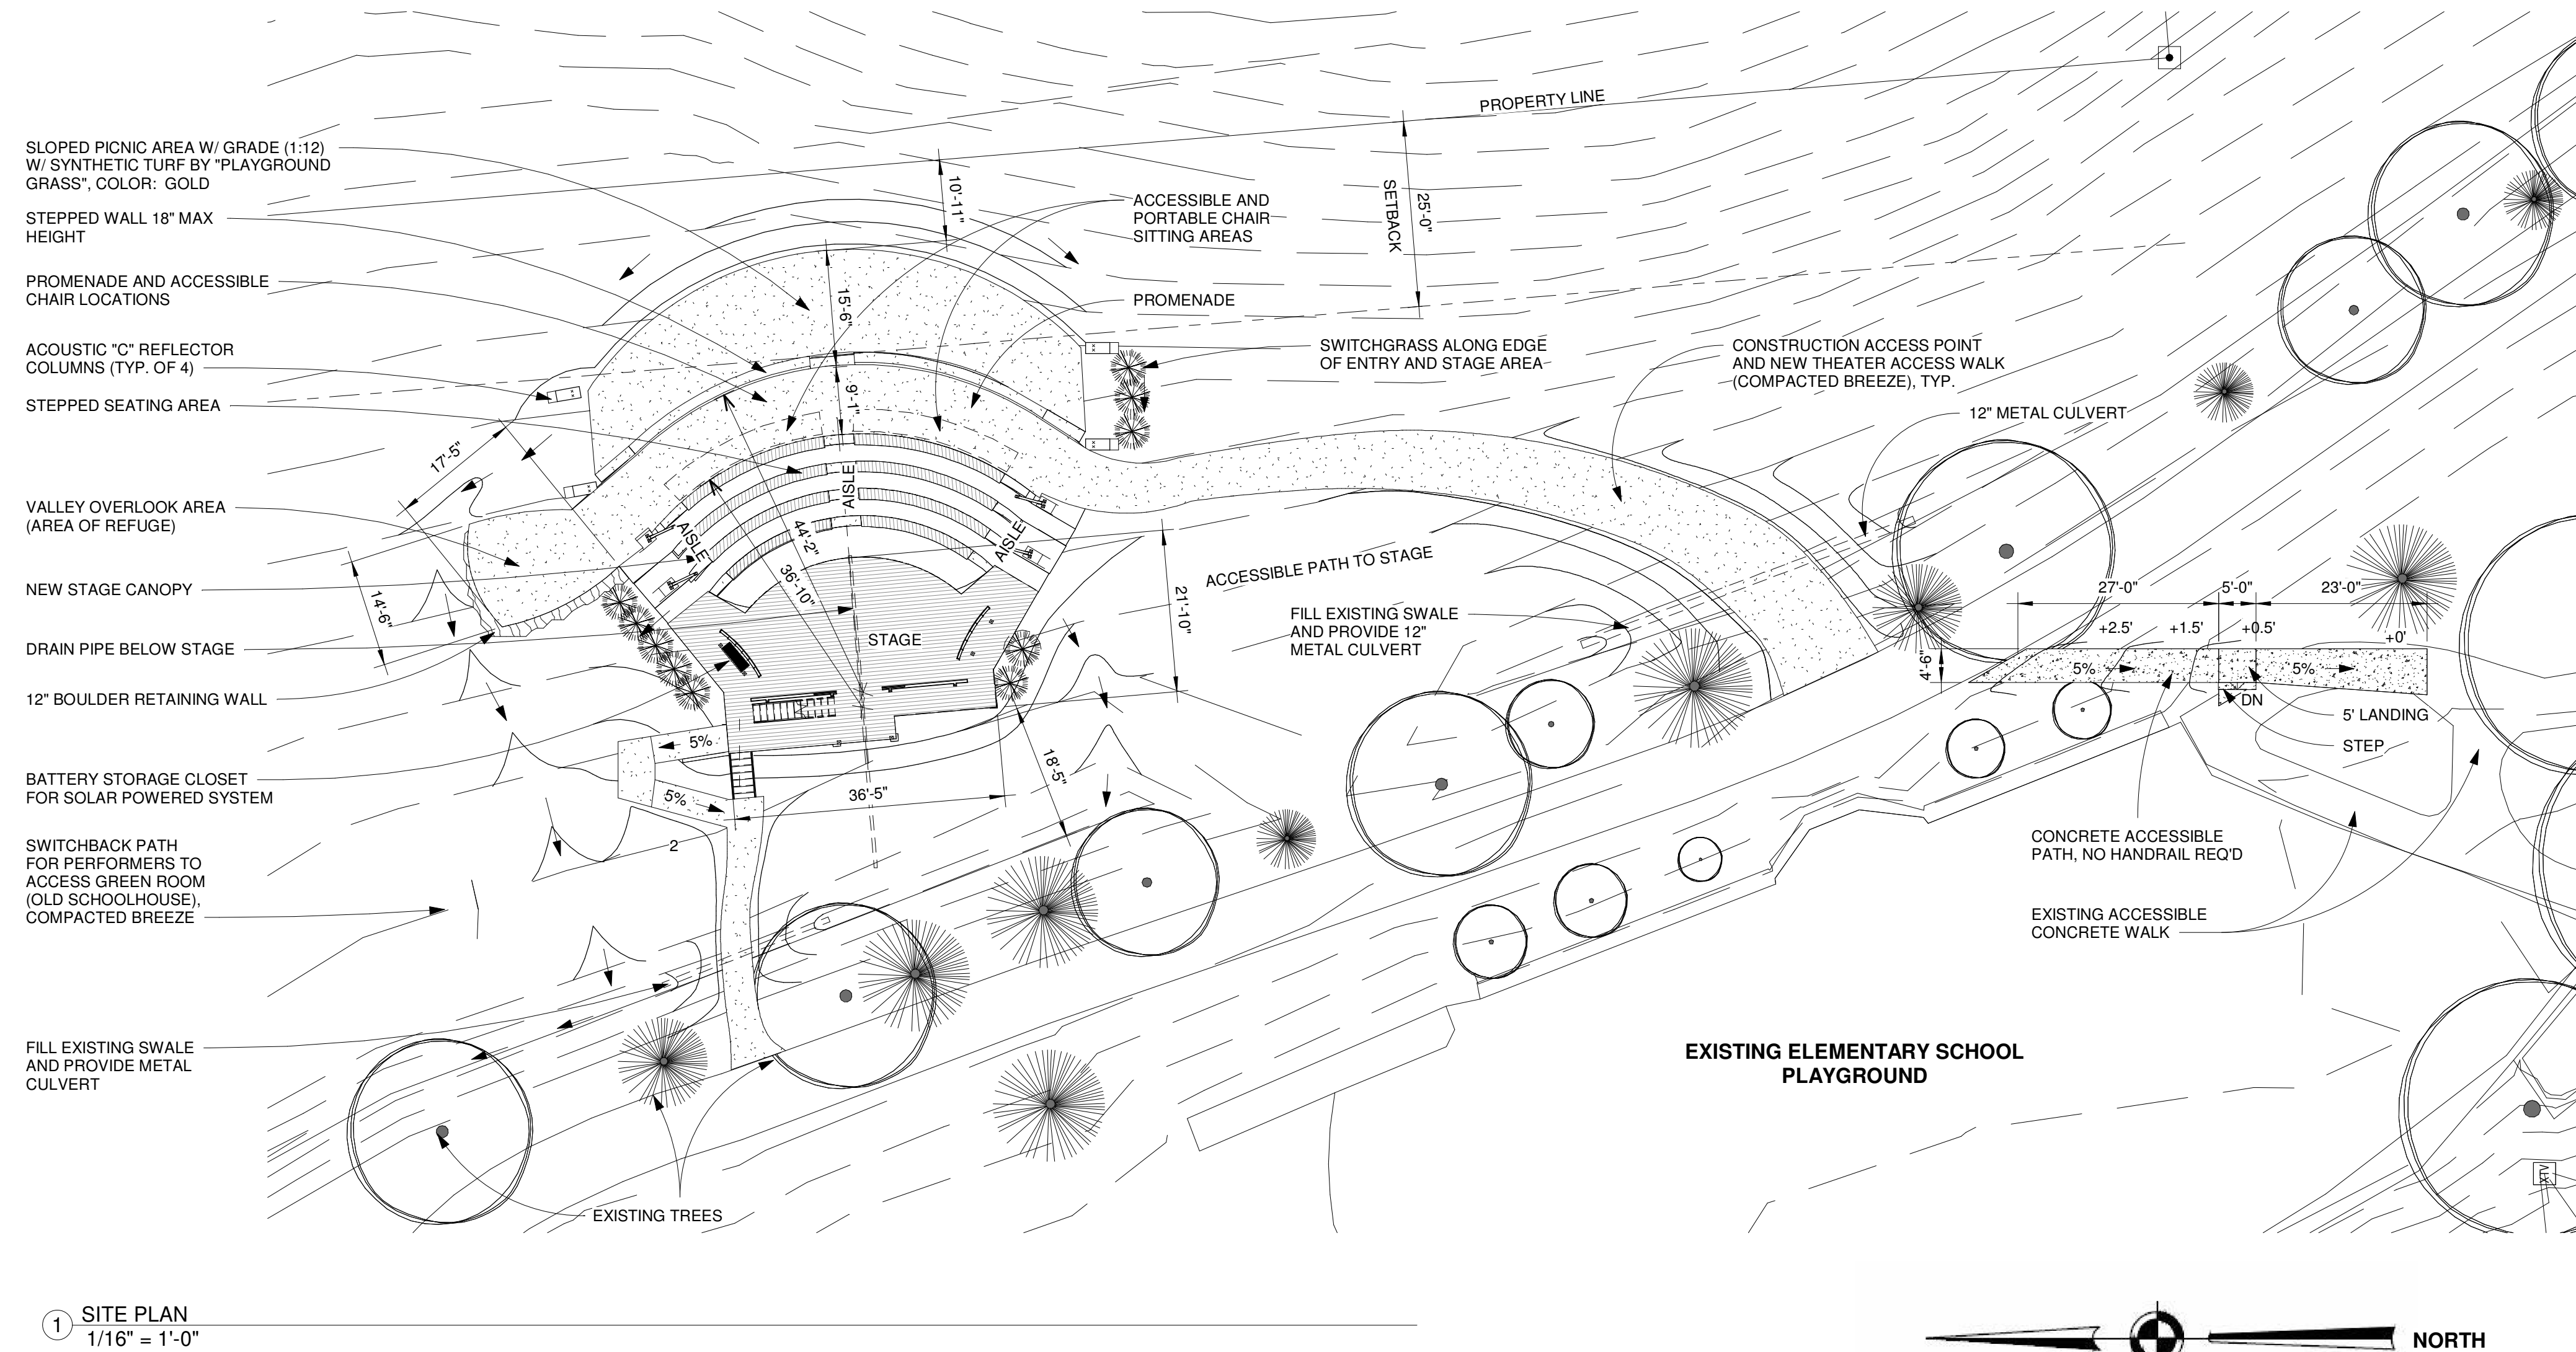 SLOPED PICNIC AREA W/ GRADE (1:12)
W/ SYNTHETIC TURF BY "PLAYGROUND
GRASS", COLOR: GOLD
STEPPED WALL 18" MAX
HEIGHT
PROMENADE AND ACCESSIBLE
CHAIR LOCATIONS
ACOUSTIC "C" REFLECTOR
COLUMNS (TYP. OF 4)
STEPPED SEATING AREA
VALLEY OVERLOOK AREA
(AREA OF REFUGE)
NEW STAGE CANOPY
DRAIN PIPE BELOW STAGE
12" BOULDER RETAINING WALL
BATTERY STORAGE CLOSET
FOR SOLAR POWERED SYSTEM
SWITCHBACK PATH
FOR PERFORMERS TO
ACCESS GREEN ROOM
(OLD SCHOOLHOUSE),
COMPACTED BREEZE
FILL EXISTING SWALE
AND PROVIDE METAL
CULVERT
17'-5"
14'-6"
10'-11"
15'-6"
9'-1"
AISLE
AISLE
AISLE
44'-2"
36'-10"
STAGE
5%
5%
2
36'-5"
18'-5"
21'-10"
EXISTING TREES
ACCESSIBLE AND
PORTABLE CHAIR
SITTING AREAS
PROMENADE
PROPERTY LINE
SETBACK
25'-0"
SWITCHGRASS ALONG EDGE
OF ENTRY AND STAGE AREA
CONSTRUCTION ACCESS POINT
AND NEW THEATER ACCESS WALK
(COMPACTED BREEZE), TYP.
12" METAL CULVERT
ACCESSIBLE PATH TO STAGE
FILL EXISTING SWALE
AND PROVIDE 12"
METAL CULVERT
27'-0"
5'-0"
23'-0"
+2.5'
+1.5'
+0.5'
+0'
4'-9"
5%
5%
DN
5' LANDING
STEP
CONCRETE ACCESSIBLE
PATH, NO HANDRAIL REQ'D
EXISTING ACCESSIBLE
CONCRETE WALK
EXISTING ELEMENTARY SCHOOL
PLAYGROUND
1
SITE PLAN
1/16" = 1'-0"
NORTH